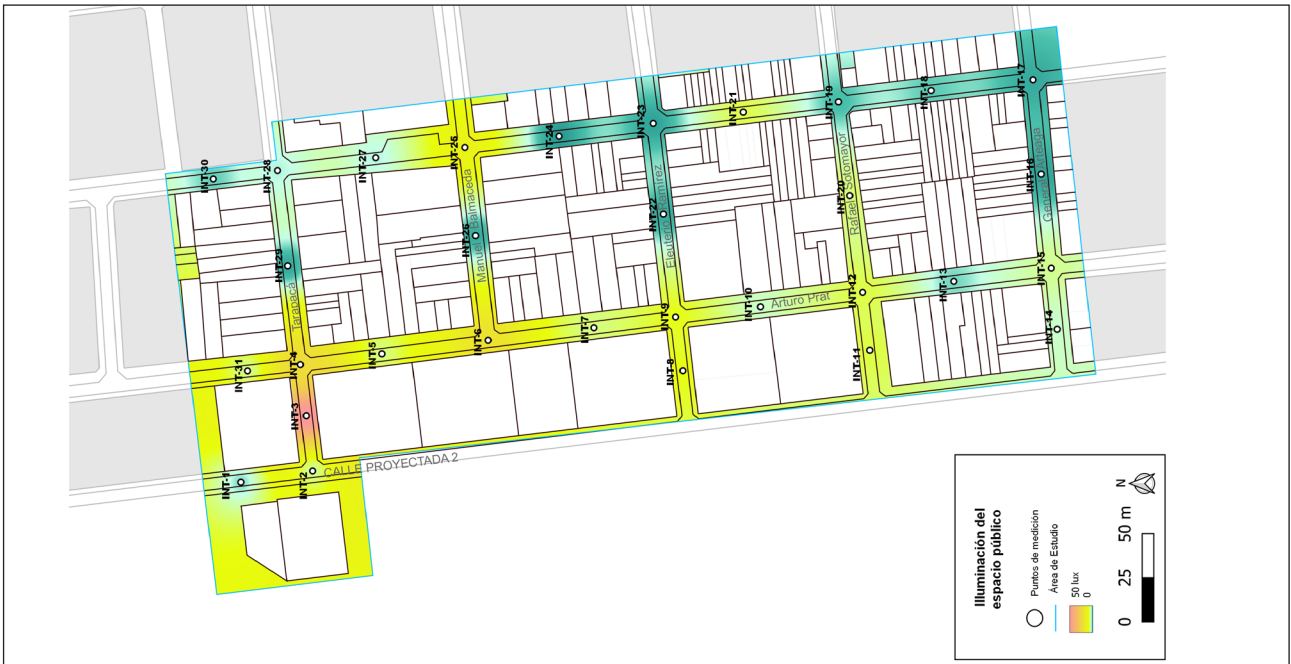 INT-30
INT-28
INT-27
INT-25
INT-24
INT-23
INT-21
INT-19
INT-18
INT-17
INT-29
INT-26
INT-22
INT-20
INT-16
Tarapacá
Manuel Balmaceda
Eleuterio Ramírez
Rafael Sotomayor
General Arteaga
INT-31
INT-4
INT-5
INT-6
INT-7
INT-9
INT-10
Arturo Prat
INT-12
INT-13
INT-15
INT-3
INT-8
INT-11
INT-14
INT-1
INT-2
CALLE PROYECTADA 2
Illuminación del
espacio público
Puntos de medición
Área de Estudio
50 lux
0
0 25 50 m
N